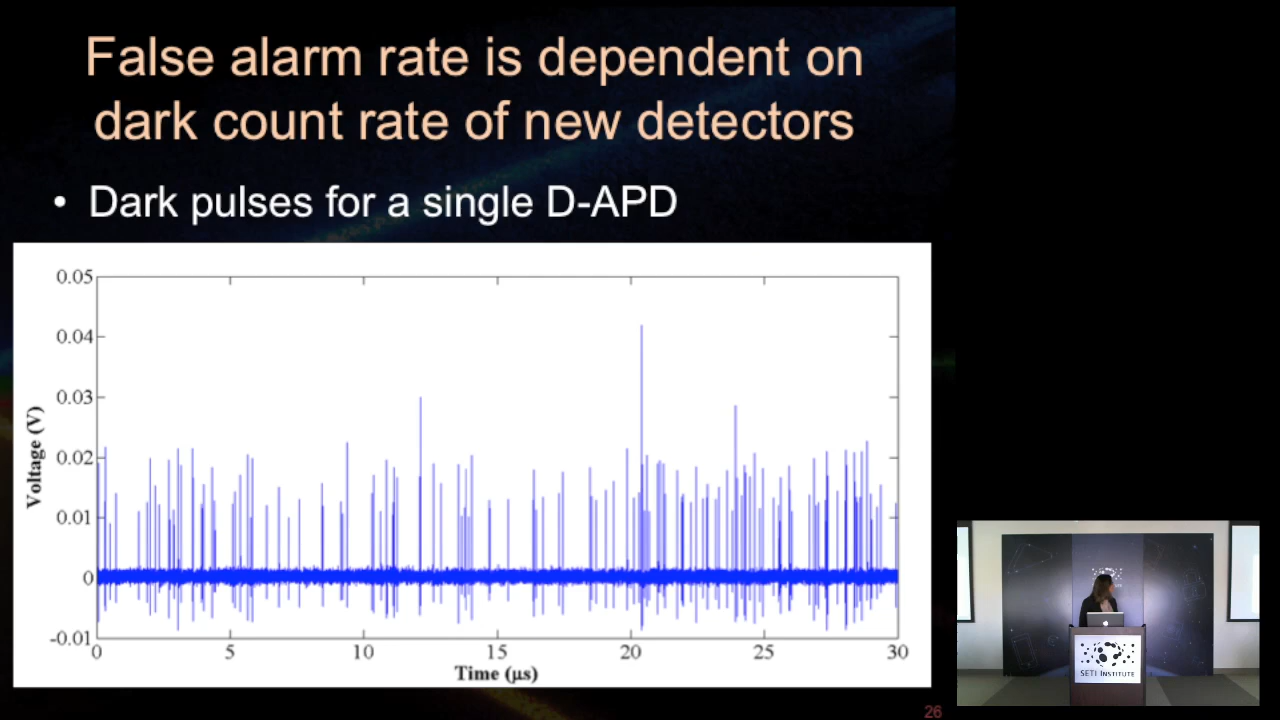 False alarm rate is dependent on
dark count rate of new detectors
• Dark pulses for a single D-APD
0.05
0.04
0.03
0.02
0.01
0
-0.01
Voltage (V)
0 5 10 15 20 25 30
Time (µs)
26
SETI INSTITUTE